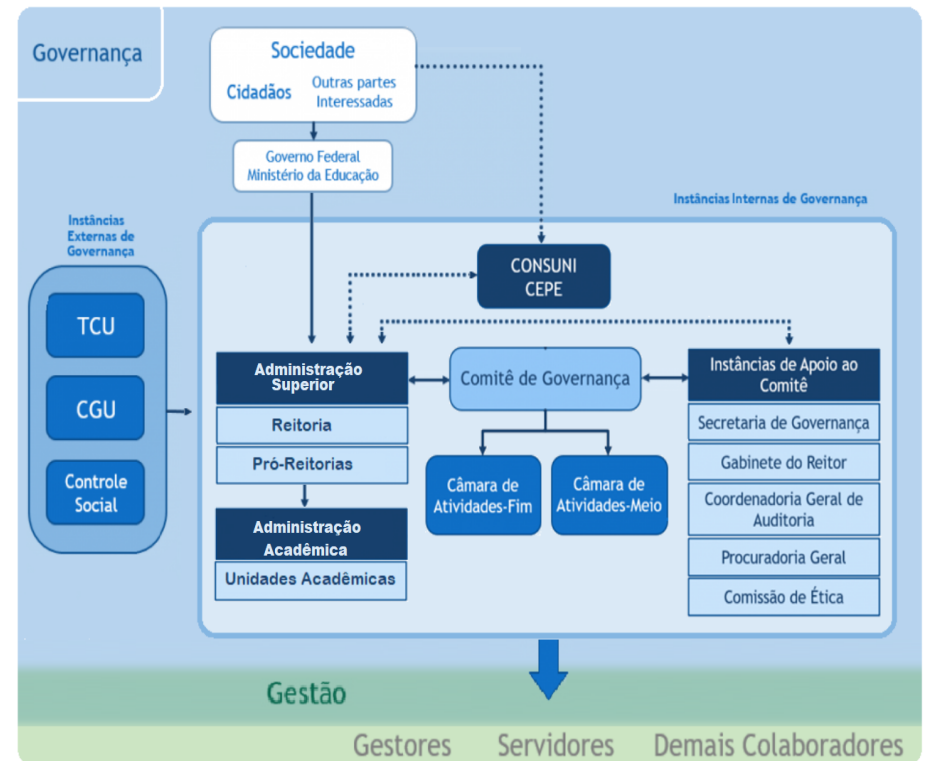 Governança
Sociedade
Cidadãos
Outras partes
Interessadas
Governo Federal
Ministério da Educação
Instâncias Internas de Governança
Instâncias
Externas de
Governança
TCU
CGU
Controle
Social
CONSUNI
CEPE
Administração
Superior
Reitoria
Pró-Reitorias
Administração
Acadêmica
Unidades Acadêmicas
Comitê de Governança
Câmara de
Atividades-Fim
Câmara de
Atividades-Meio
Instâncias de Apoio ao
Comitê
Secretaria de Governança
Gabinete do Reitor
Coordenadoria Geral de
Auditoria
Procuradoria Geral
Comissão de Ética
Gestão
Gestores
Servidores
Demais Colaboradores